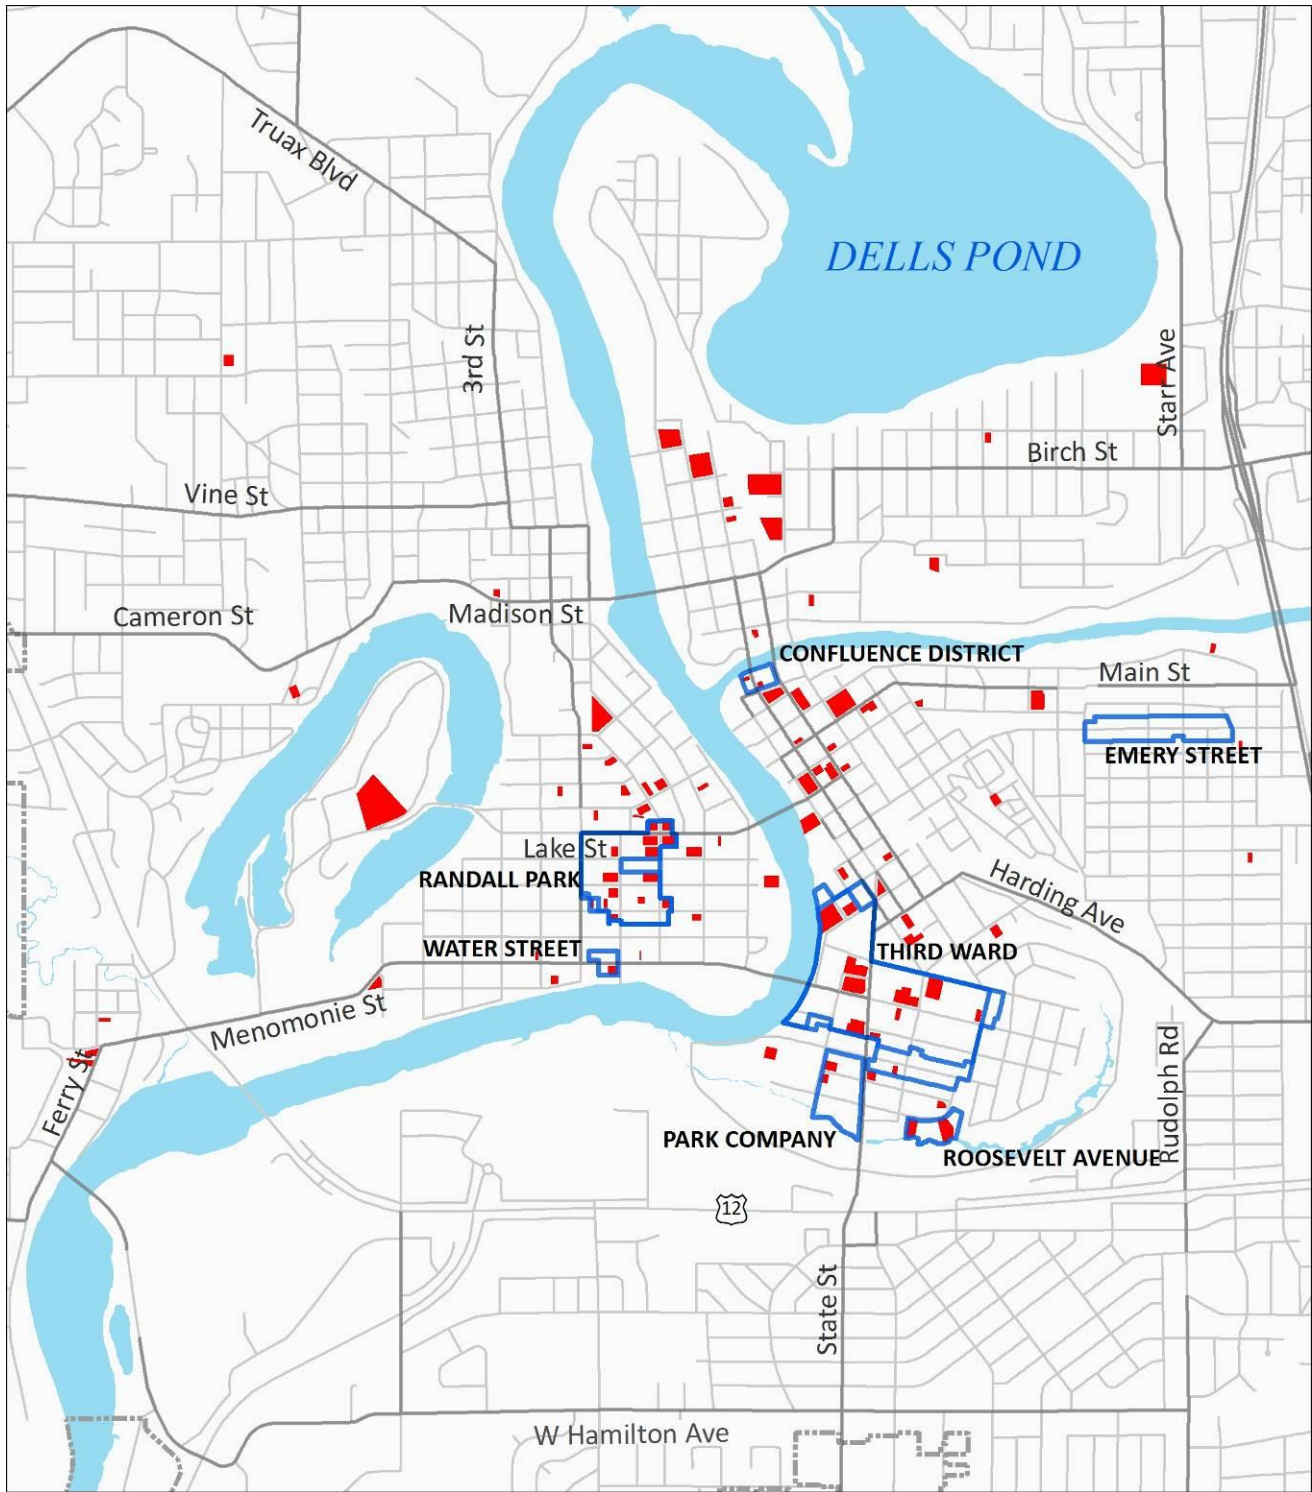 Truax Blvd
DELLS POND
3rd St
Starr Ave
Birch St
Vine St
Cameron St
Madison St
CONFLUENCE DISTRICT
Main St
EMERY STREET
Lake St
RANDALL PARK
Harding Ave
WATER STREET
THIRD WARD
Menomonie St
Ferry St
Rudolph Rd
PARK COMPANY
ROOSEVELT AVENUE
12
State St
W Hamilton Ave